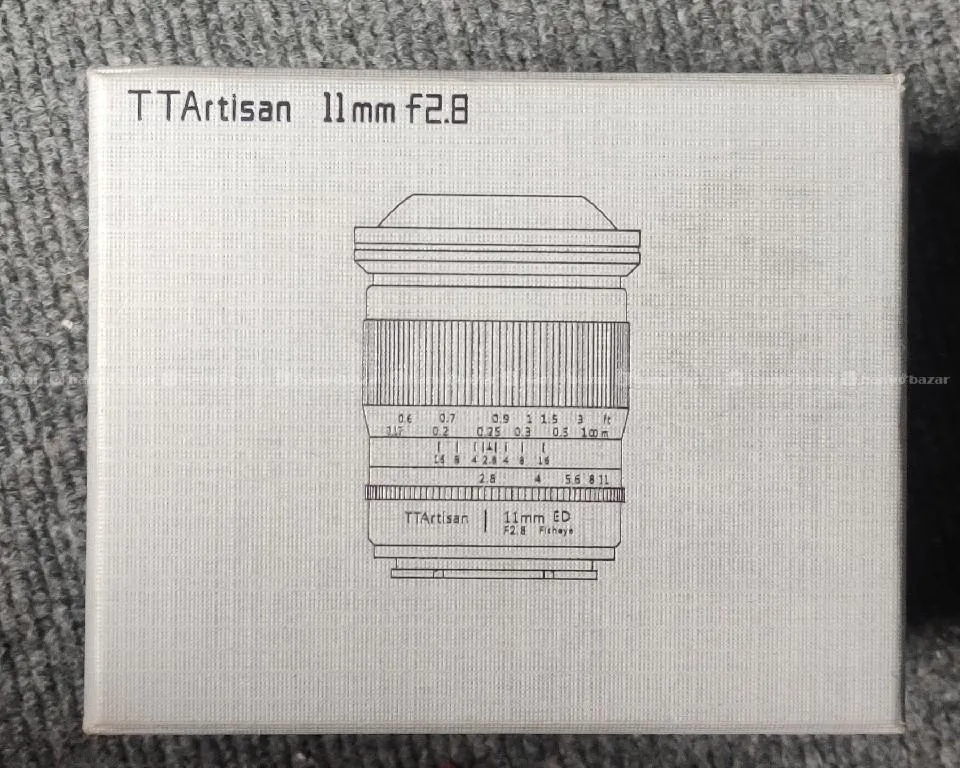 TTArtisan 11mm f2.8
0.6 0.7 0.9 1 1.5 3 ft
0.17 0.2 0.25 0.3 0.5 1 ∞ m
16 8 4 2.8 4 8 16
2.8 4 5.6 8 11
TTArtisan | 11mm ED
F2.8 Fisheye
bazar